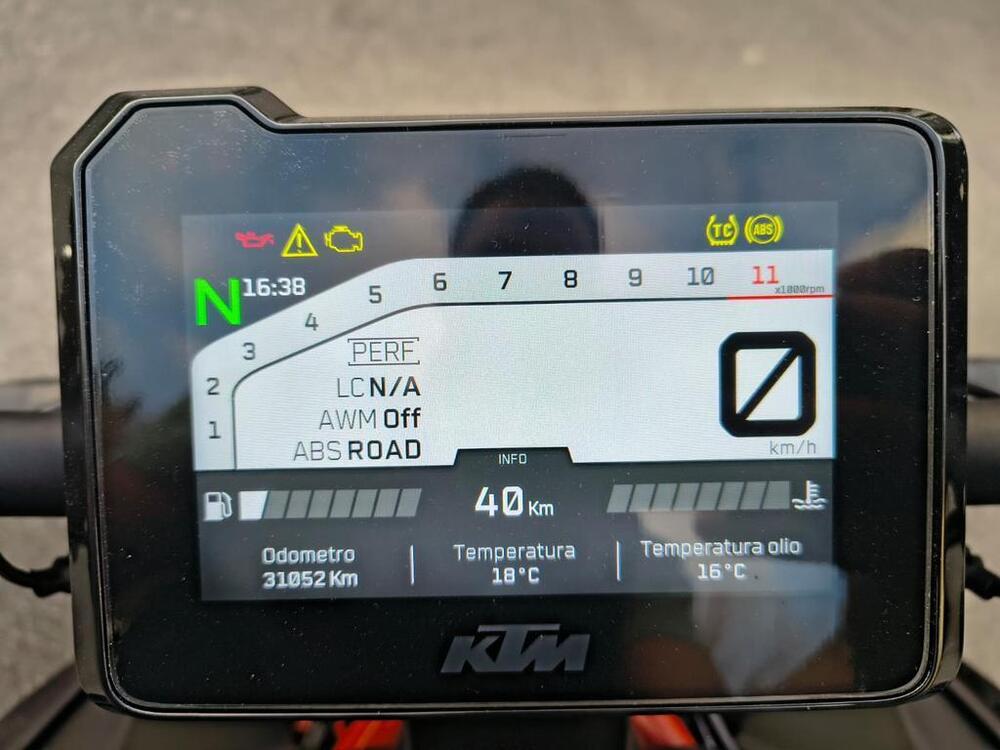 TC ABS
N 16:38
1 2 3 4 5 6 7 8 9 10 11
x1000rpm
PERF
LC N/A
AWM Off
ABS ROAD
0
km/h
INFO
40 Km
Odometro
31052 Km
Temperatura
18°C
Temperatura olio
16°C
KTM